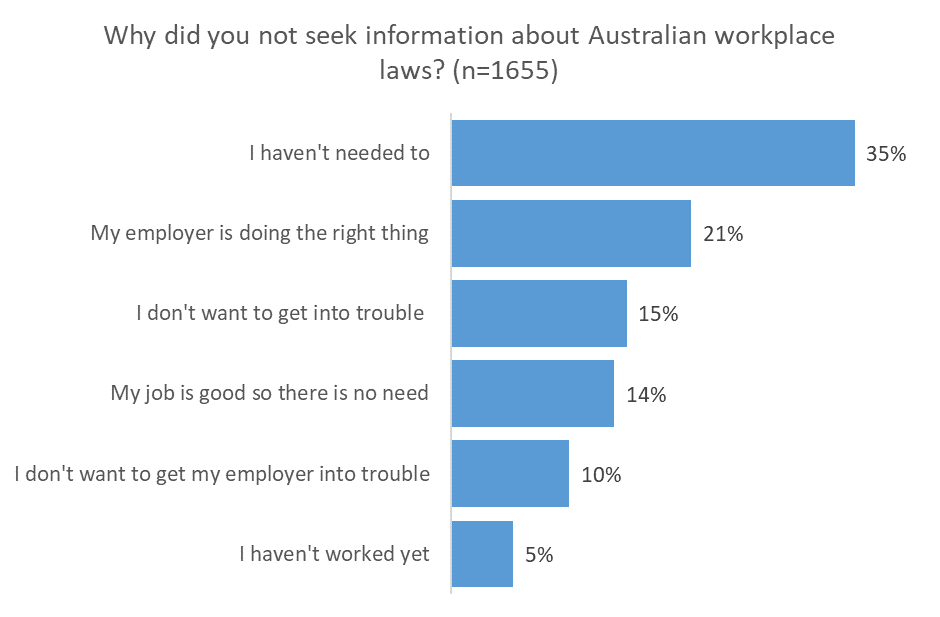 Why did you not seek information about Australian workplace
laws? (n=1655)
I haven't needed to 35%
My employer is doing the right thing 21%
I don't want to get into trouble 15%
My job is good so there is no need 14%
I don't want to get my employer into trouble 10%
I haven't worked yet 5%